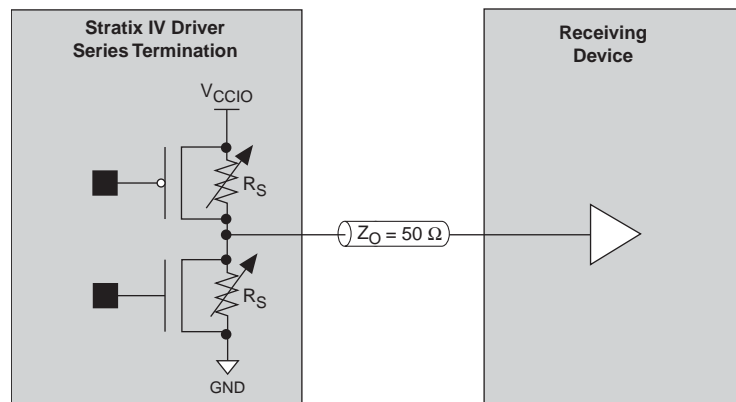 Stratix IV Driver
Series Termination
Receiving
Device
VCCIO
RS
ZO = 50 Ω
RS
GND